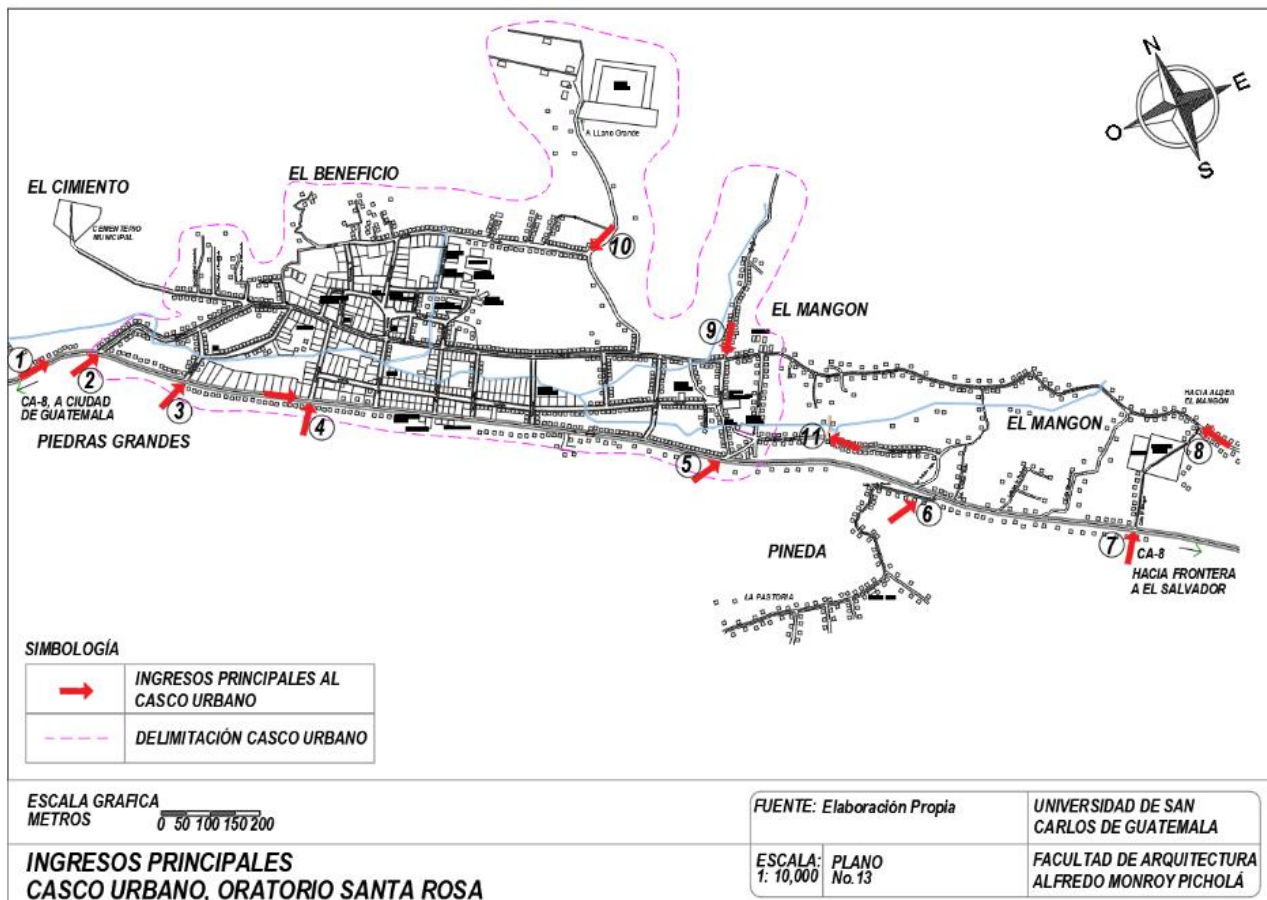 N
E
O
S
A LLano Grande
EL CIMIENTO
EL BENEFICIO
CEMENTERIO
MUNICIPAL
10
EL MANGON
9
1
2
CA-8, A CIUDAD
DE GUATEMALA
3
4
PIEDRAS GRANDES
5
11
EL MANGON
HACIA ALDEA
EL MANGON
8
6
7
CA-8
HACIA FRONTERA
A EL SALVADOR
PINEDA
LA PASTORIA
SIMBOLOGÍA
INGRESOS PRINCIPALES AL
CASCO URBANO
DELIMITACIÓN CASCO URBANO
ESCALA GRAFICA
METROS
0 50 100 150 200
INGRESOS PRINCIPALES
CASCO URBANO, ORATORIO SANTA ROSA
FUENTE: Elaboración Propia
UNIVERSIDAD DE SAN
CARLOS DE GUATEMALA
ESCALA:
1: 10,000
PLANO
No.13
FACULTAD DE ARQUITECTURA
ALFREDO MONROY PICHOLÁ